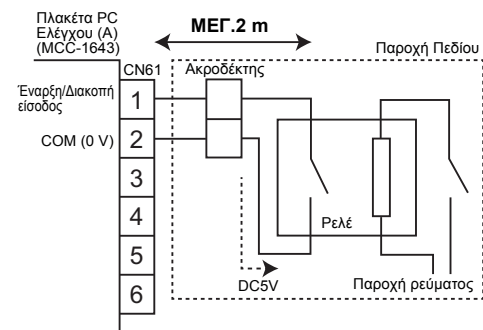 Πλακέτα PC
Ελέγχου (A)
(MCC-1643)
ΜΕΓ.2 m
Παροχή Πεδίου
CN61
Ακροδέκτης
Έναρξη/Διακοπή
είσοδος
1
COM (0 V)
2
3
4
5
6
Ρελέ
DC5V
Παροχή ρεύματος